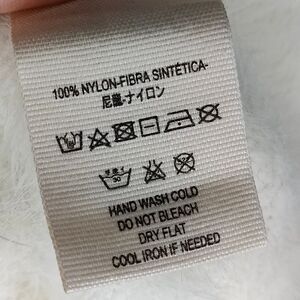 100% NYLON-FIBRA SINTÉTICA-
尼龍-ナイロン
30
HAND WASH COLD
DO NOT BLEACH
DRY FLAT
COOL IRON IF NEEDED